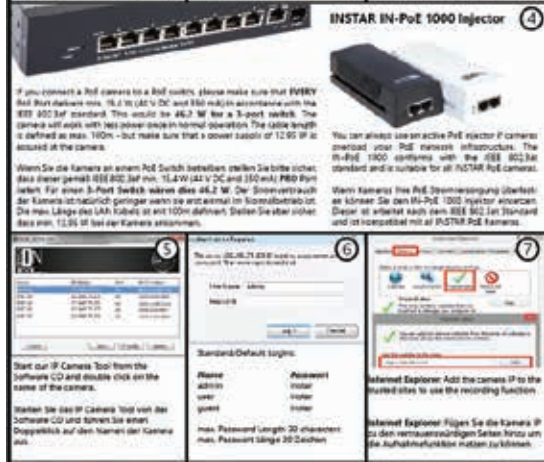 INSTAR IN-PoE 1000 Injector
4
If you connect a PoE camera to a PoE switch, please make sure that EVERY
PoE Port delivers min. 15,4 W (44 V DC and 350 mA) in accordance with the
IEEE 802.3af standard. This would be 46,2 W for a 3-port switch. The
camera will work with less power once in normal operation. The cable length
is defined as max. 100m - but make sure that a power supply of 12.95 W is
assured at the camera.
Wenn Sie die Kamera an einem PoE Switch betreiben, stellen Sie bitte sicher,
dass dieser gemäß IEEE 802.3af min. 15,4W (44 V DC and 350 mA) PRO Port
liefert. Für einen 3-Port Switch wären dies 46,2 W. Der Stromverbrauch
der Kamera ist natürlich geringer wenn sie erst einmal im Normalbetrieb ist.
Die max. Länge des LAN Kabels ist mit 100m definiert. Stellen Sie aber sicher,
dass min. 12,95 W bei der Kamera ankommen.
You can always use an active PoE injector if cameras
overload your PoE network infrastructure. The
IN-PoE 1000 conforms with the IEEE 802.3at
standard and is suitable for all INSTAR PoE cameras.
Wenn Kameras Ihre PoE Stromversorgung überlasten
können Sie den IN-POE 1000 Injector einsetzen.
Dieser ist arbeitet nach dem IEEE 802.3at Standard
und ist kompatibel mit all INSTAR PoE Kameras.
5
Start our IP Camera Tool from the
Software CD and double click on the
name of the camera.
Starten Sie das IP Camera Tool von der
Software CD und führen Sie einen
Doppelklick auf den Namen der Kamera
aus.
6
Standard/Default Logins:
Name Password
admin instar
user instar
guest instar
max. Password Length 30 characters
max. Passwort Länge 30 Zeichen
7
Internet Explorer: Add the camera IP to the
trusted sites to use the recording function.
Internet Explorer: Fügen Sie die Kamera IP
zu den vertrauenswürdigen Seiten hinzu um
die Aufnahmefunktion nutzen zu können.